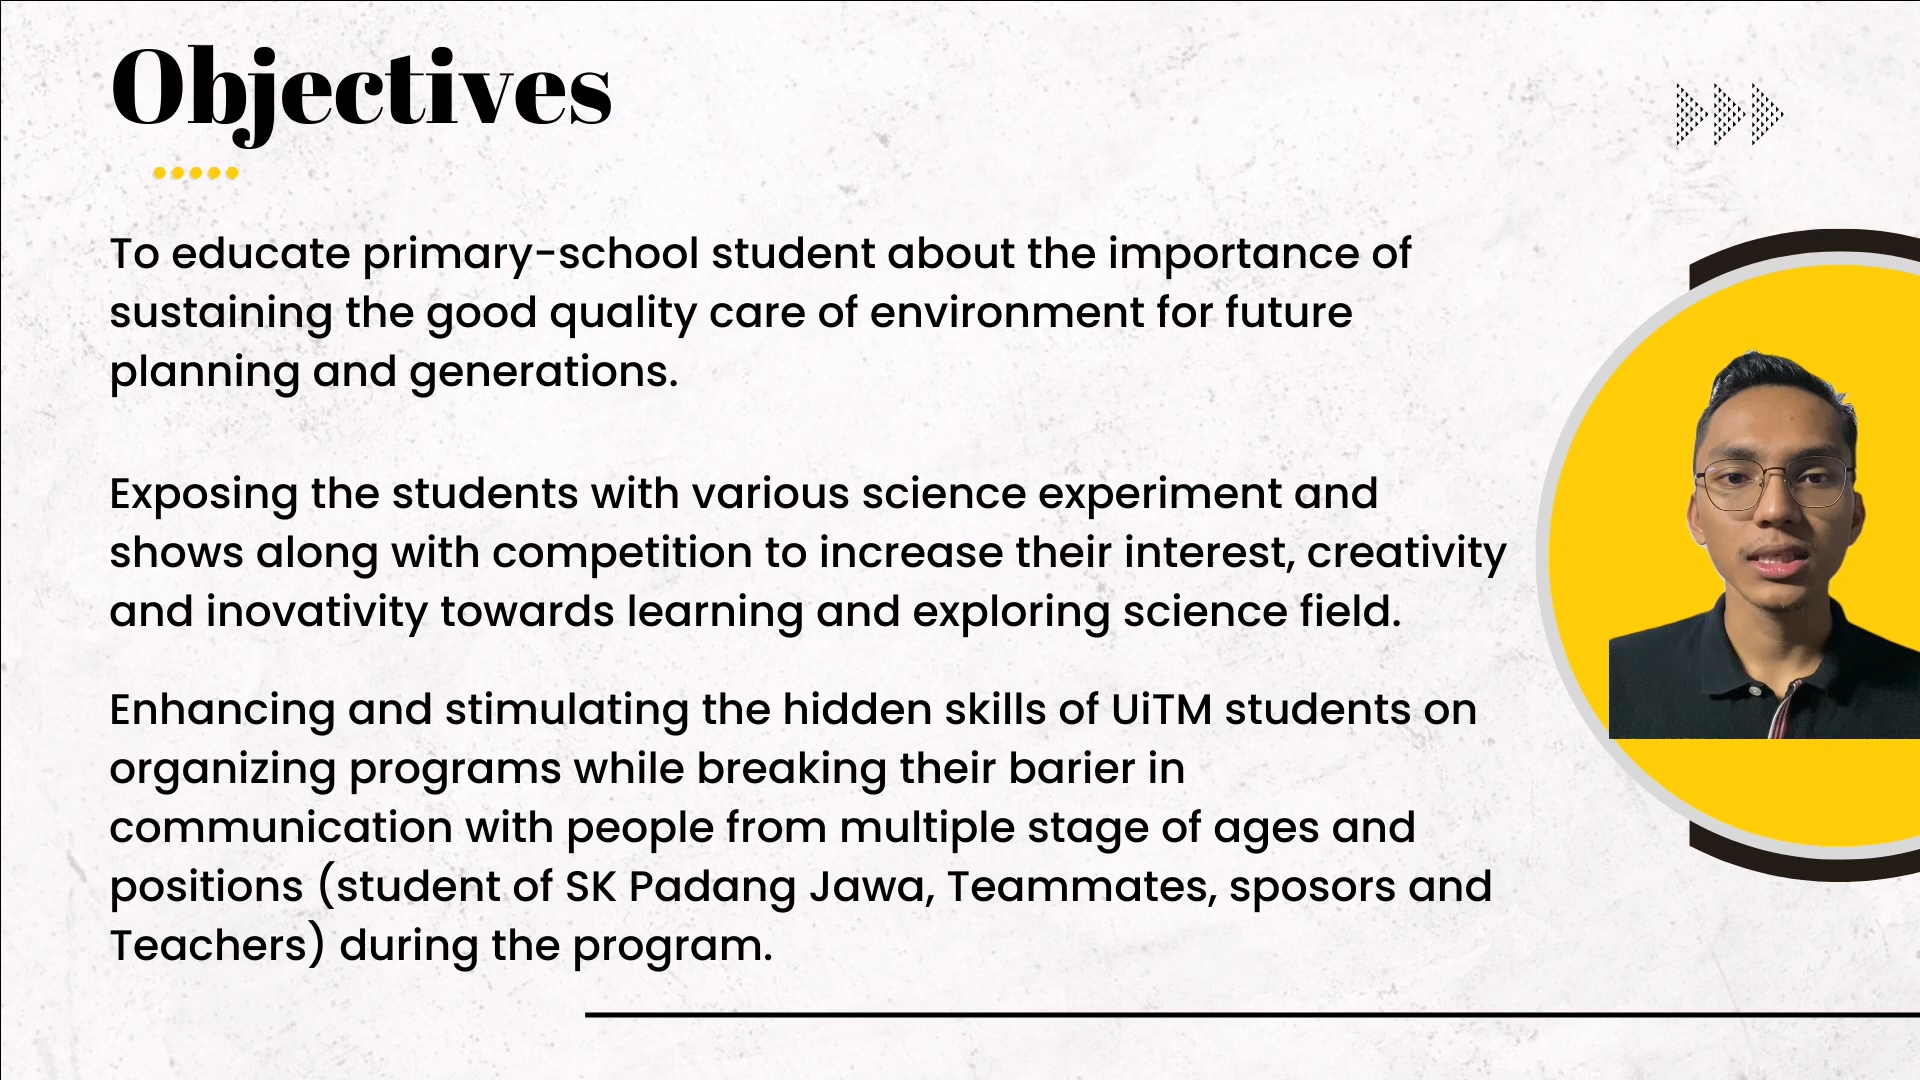 Objectives
To educate primary-school student about the importance of
sustaining the good quality care of environment for future
planning and generations.
Exposing the students with various science experiment and
shows along with competition to increase their interest, creativity
and inovativity towards learning and exploring science field.
Enhancing and stimulating the hidden skills of UiTM students on
organizing programs while breaking their barier in
communication with people from multiple stage of ages and
positions (student of SK Padang Jawa, Teammates, sposors and
Teachers) during the program.